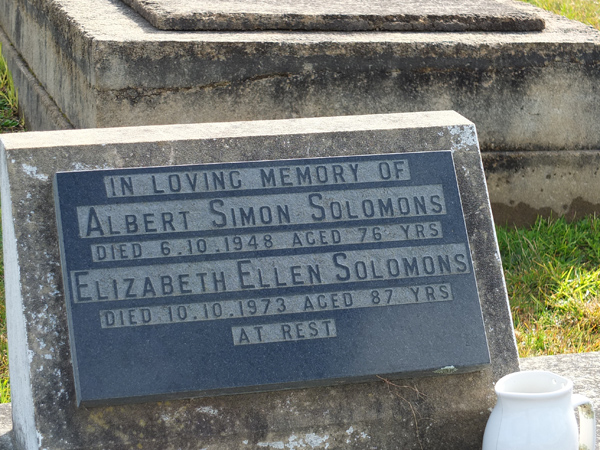 IN LOVING MEMORY OF
ALBERT SIMON SOLOMONS
DIED 6.10.1948 AGED 76 YRS
ELIZABETH ELLEN SOLOMONS
DIED 10.10.1973 AGED 87 YRS
AT REST